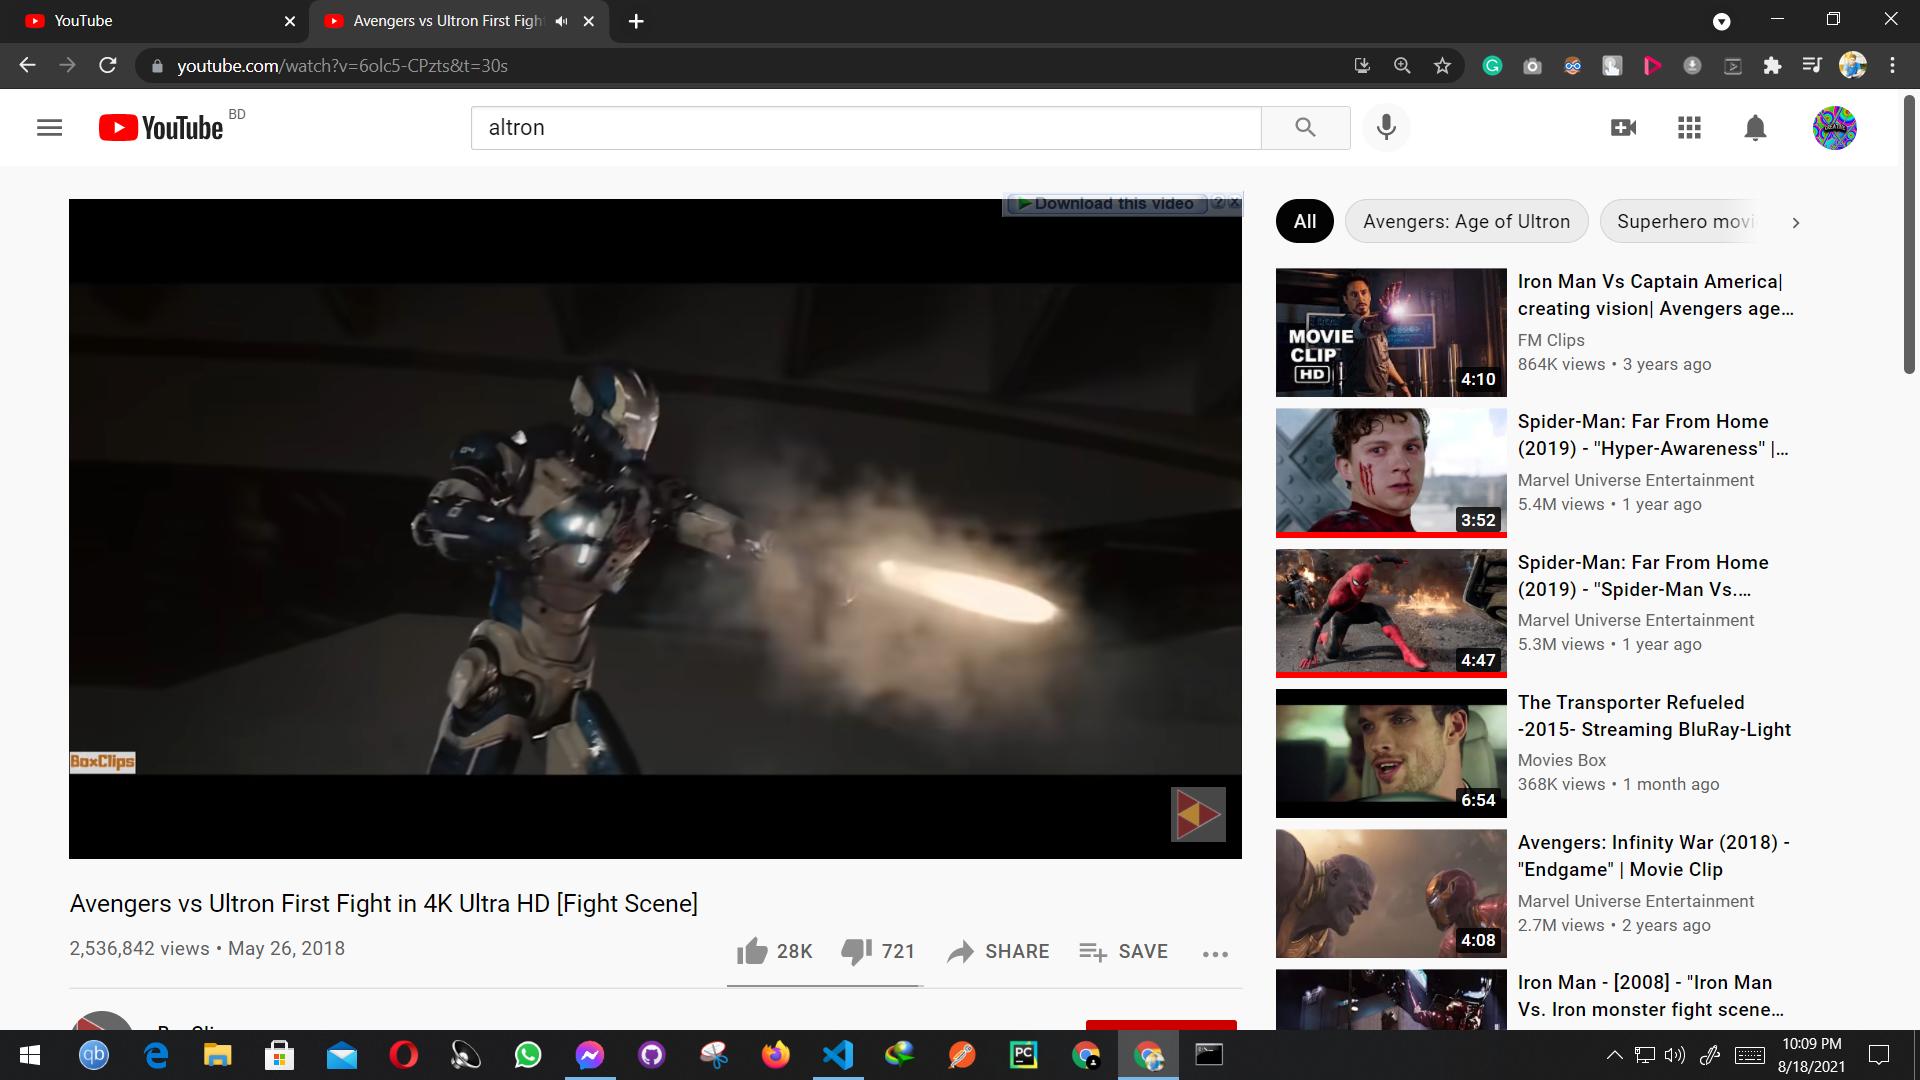 YouTube
Avengers vs Ultron First Fight
youtube.com/watch?v=6olc5-CPzts&t=30s
YouTube BD
altron
Download this video ? x
All
Avengers: Age of Ultron
Superhero movi
MOVIE
CLIP
HD
4:10
Iron Man Vs Captain America|
creating vision| Avengers age...
FM Clips
864K views • 3 years ago
3:52
Spider-Man: Far From Home
(2019) - "Hyper-Awareness" |...
Marvel Universe Entertainment
5.4M views • 1 year ago
4:47
Spider-Man: Far From Home
(2019) - "Spider-Man Vs....
Marvel Universe Entertainment
5.3M views • 1 year ago
6:54
The Transporter Refueled
-2015- Streaming BluRay-Light
Movies Box
368K views • 1 month ago
4:08
Avengers: Infinity War (2018) -
"Endgame" | Movie Clip
Marvel Universe Entertainment
2.7M views • 2 years ago
Iron Man - [2008] - "Iron Man
Vs. Iron monster fight scene...
BoxClips
Avengers vs Ultron First Fight in 4K Ultra HD [Fight Scene]
2,536,842 views • May 26, 2018
28K
721
SHARE
SAVE
qb
PC
10:09 PM
8/18/2021